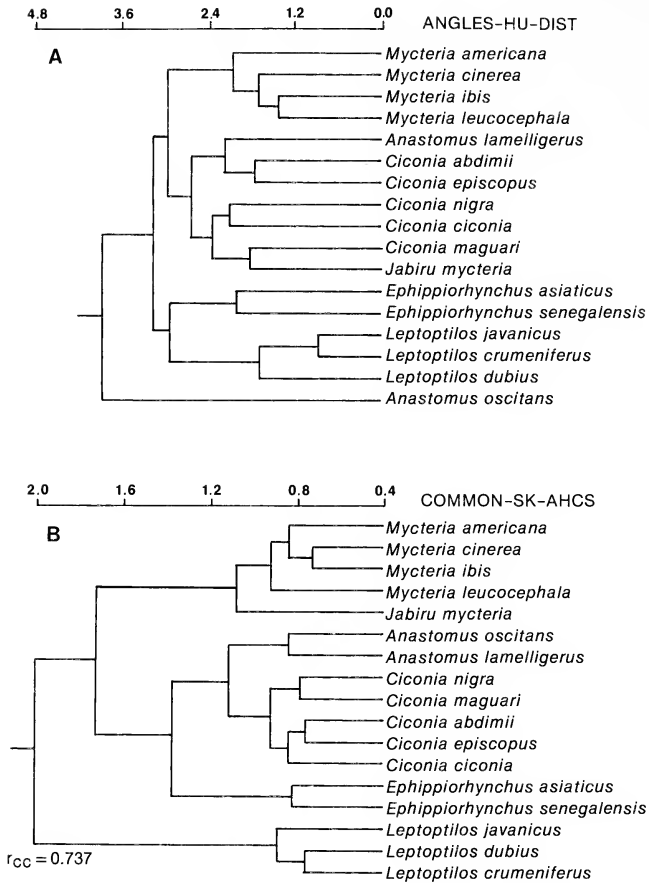 4.8 3.6 2.4 1.2 0.0 ANGLES-HU-DIST
A
Mycteria americana
Mycteria cinerea
Mycteria ibis
Mycteria leucocephala
Anastomus lamelligerus
Ciconia abdimii
Ciconia episcopus
Ciconia nigra
Ciconia ciconia
Ciconia maguari
Jabiru mycteria
Ephippiorhynchus asiaticus
Ephippiorhynchus senegalensis
Leptoptilos javanicus
Leptoptilos crumeniferus
Leptoptilos dubius
Anastomus oscitans
2.0 1.6 1.2 0.8 0.4 COMMON-SK-AHCS
B
Mycteria americana
Mycteria cinerea
Mycteria ibis
Mycteria leucocephala
Jabiru mycteria
Anastomus oscitans
Anastomus lamelligerus
Ciconia nigra
Ciconia maguari
Ciconia abdimii
Ciconia episcopus
Ciconia ciconia
Ephippiorhynchus asiaticus
Ephippiorhynchus senegalensis
Leptoptilos javanicus
Leptoptilos dubius
Leptoptilos crumeniferus
rcc = 0.737